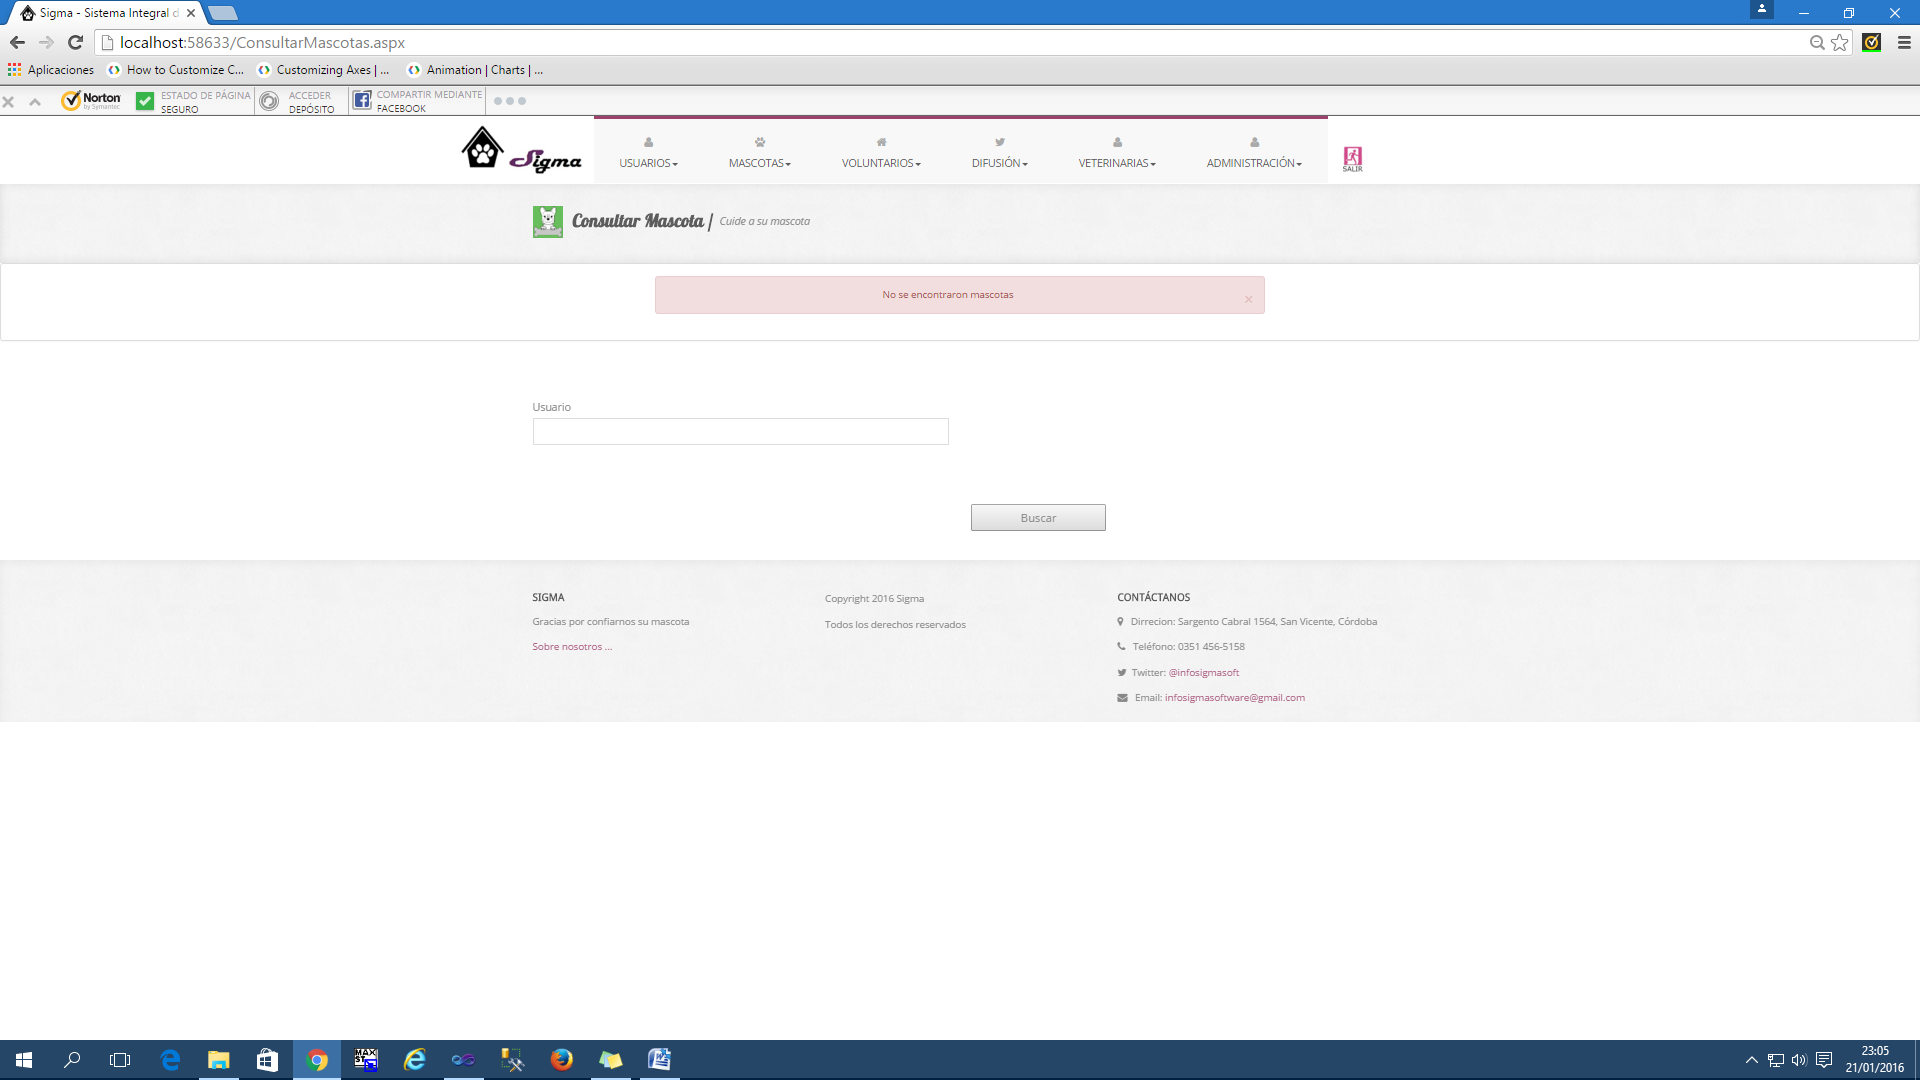 Sigma - Sistema Integral d
localhost:58633/ConsultarMascotas.aspx
Aplicaciones How to Customize C... Customizing Axes | ... Animation | Charts | ...
Norton by Symantec
ESTADO DE PÁGINA
SEGURO
ACCEDER
DEPÓSITO
COMPARTIR MEDIANTE
FACEBOOK
Sigma
USUARIOS MASCOTAS VOLUNTARIOS DIFUSIÓN VETERINARIAS ADMINISTRACIÓN
SALIR
Consultar Mascota / Cuide a su mascota
No se encontraron mascotas ×
Usuario
Buscar
SIGMA
Gracias por confiarnos su mascota
Sobre nosotros ...
Copyright 2016 Sigma
Todos los derechos reservados
CONTÁCTANOS
Dirrecion: Sargento Cabral 1564, San Vicente, Córdoba
Teléfono: 0351 456-5158
Twitter: @infosigmasoft
Email: infosigmasoftware@gmail.com
23:05
21/01/2016